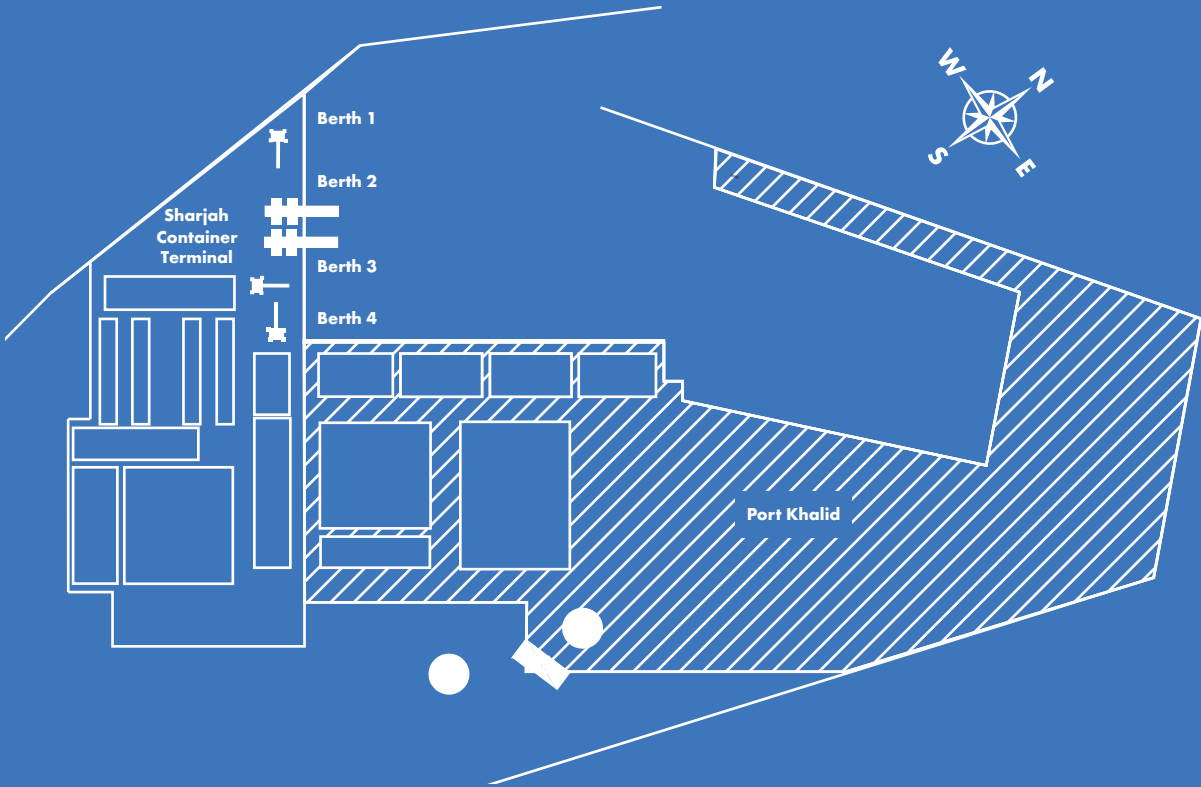 Berth 1
Berth 2
Sharjah
Container
Terminal
Berth 3
Berth 4
Port Khalid
W
N
S
E